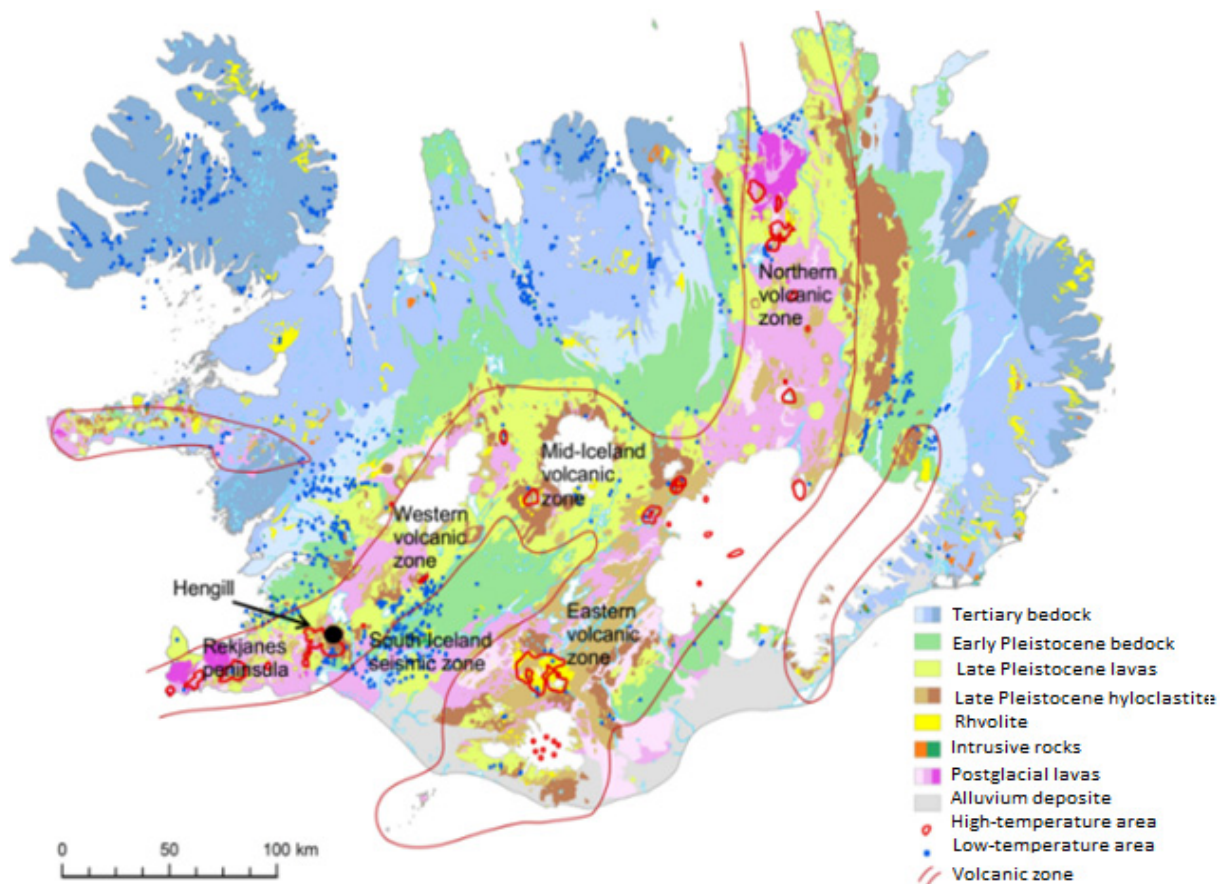 Northern
volcanic
zone
Mid-Iceland
volcanic
zone
Western
volcanic
zone
Hengill
Rekjanes
peninsula
South Iceland
seismic zone
Eastern
volcanic
zone
Tertiary bedock
Early Pleistocene bedock
Late Pleistocene lavas
Late Pleistocene hyloclastite
Rhvolite
Intrusive rocks
Postglacial lavas
Alluvium deposite
High-temperature area
Low-temperature area
Volcanic zone
0 50 100 km